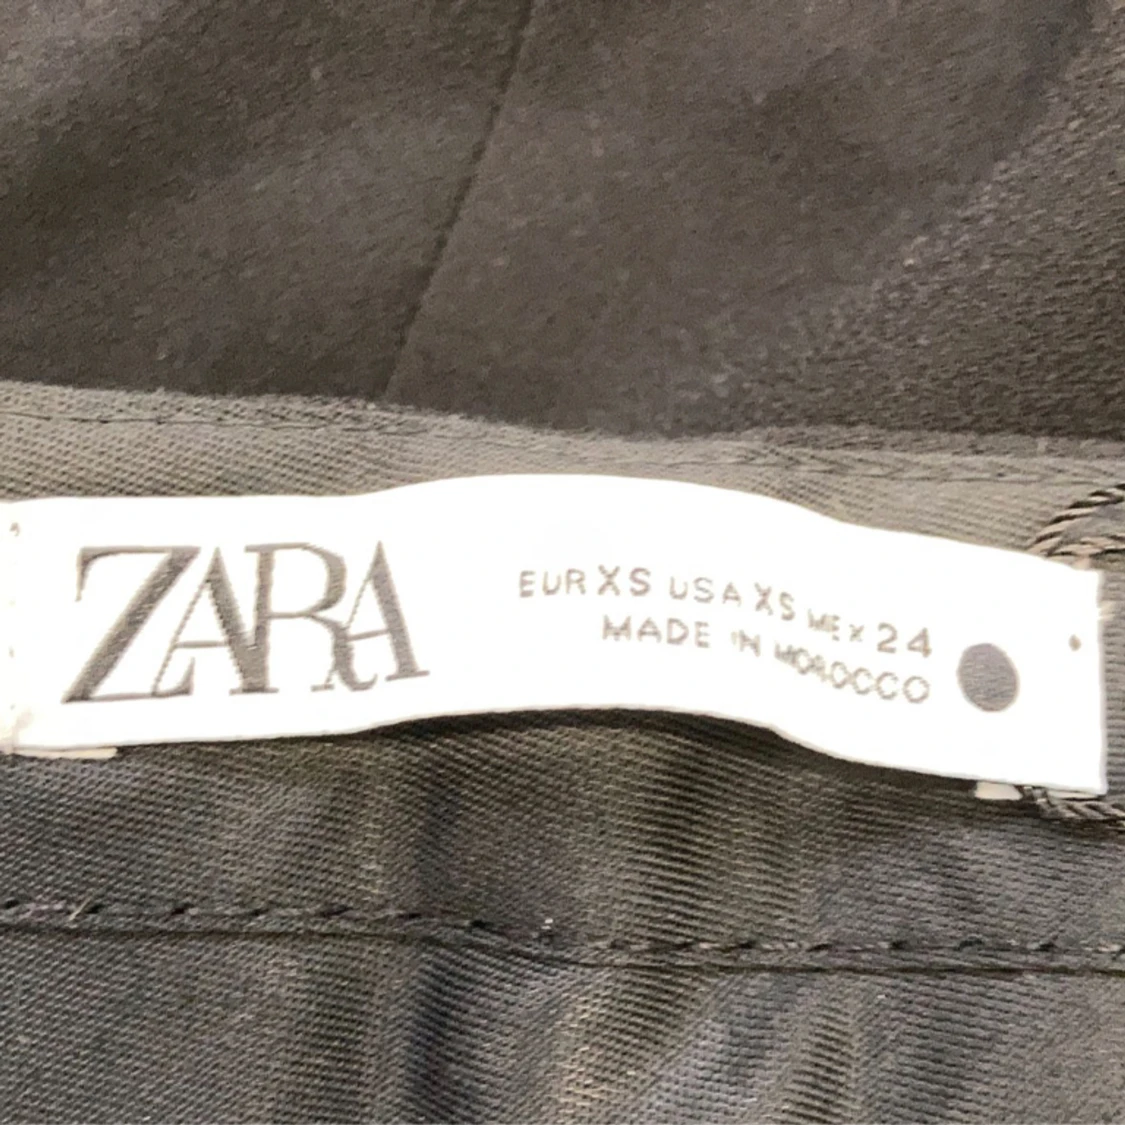 ZARA
EUR XS USA XS MEX 24
MADE IN MOROCCO